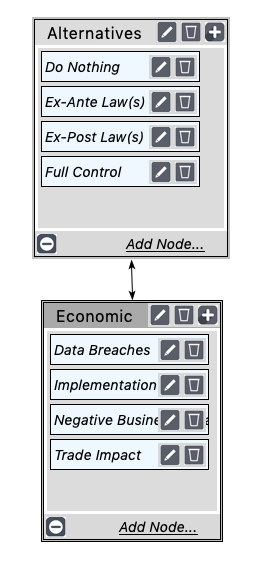 Alternatives
Do Nothing
Ex-Ante Law(s)
Ex-Post Law(s)
Full Control
Add Node...
Economic
Data Breaches
Implementation
Negative
Trade Impact
Add Node...